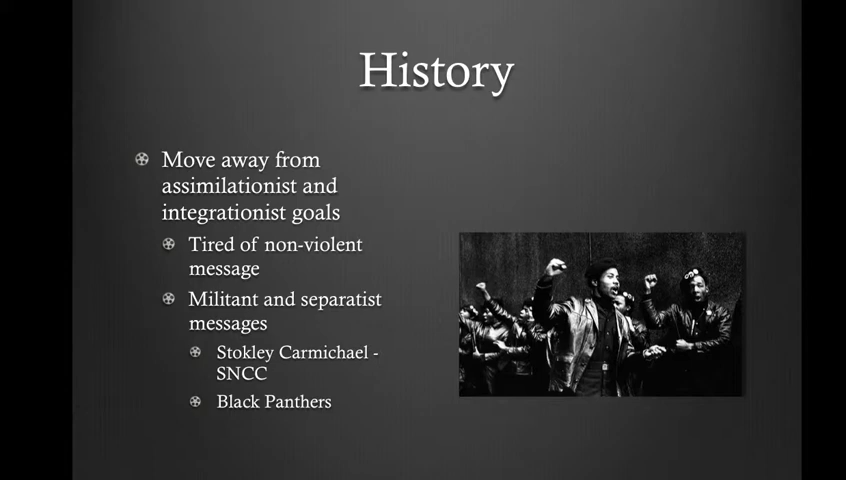 History
Move away from
assimilationist and
integrationist goals
Tired of non-violent
message
Militant and separatist
messages
Stokley Carmichael -
SNCC
Black Panthers